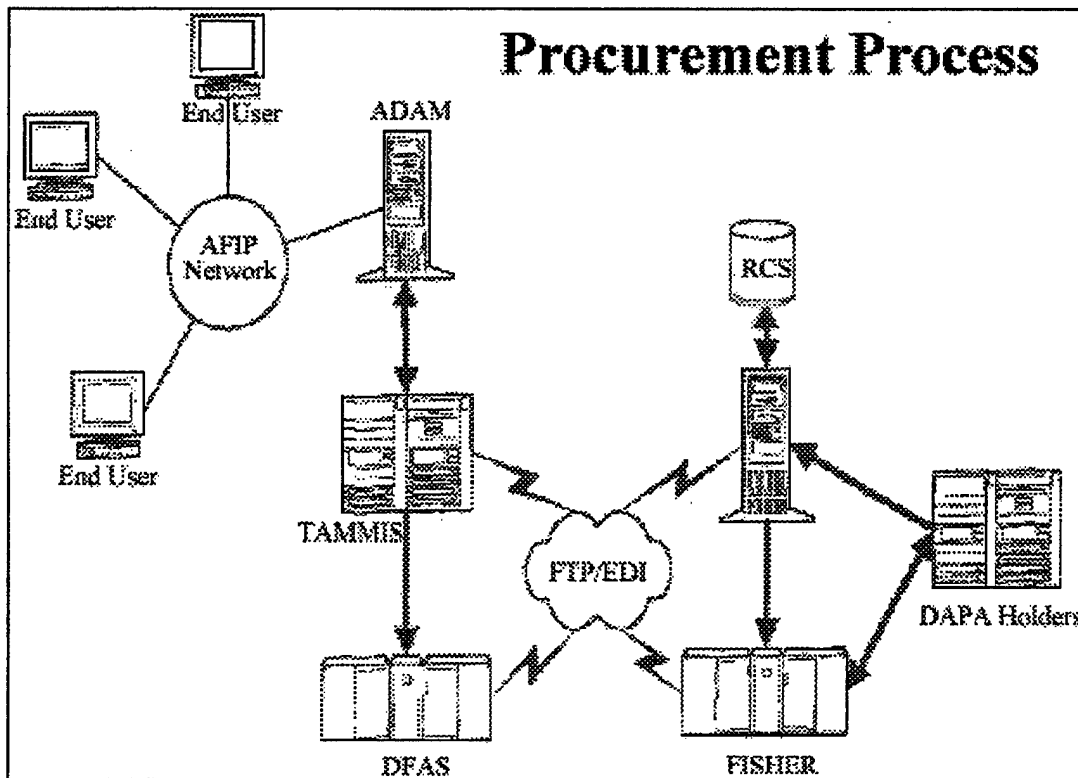 Procurement Process
End User
ADAM
End User
AFIP
Network
RCS
End User
TAMMIS
FTP/EDI
DAPA Holders
DFAS
FISHER